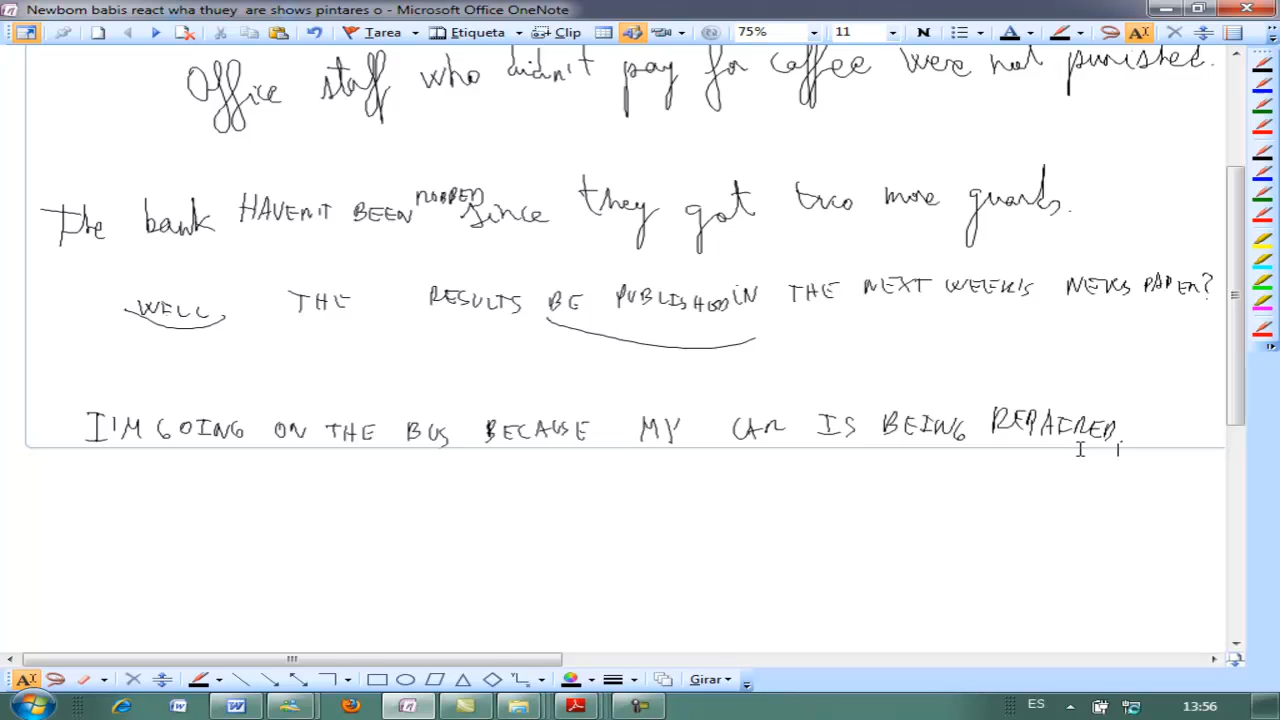 Newbom babis react wha thuey are shows pintares o - Microsoft Office OneNote
Tarea Etiqueta Clip 75% 11 N A A
Office staff who didn't pay for coffee were not punished.
The bank HAVEN'T BEEN ROBBED since they got two more guards.
WELL THE RESULTS BE PUBLISHED IN THE NEXT WEEK'S NEWS PAPER?
I'M GOING ON THE BUS BECAUSE MY CAR IS BEING REPAIRED.
Girar
ES 13:56